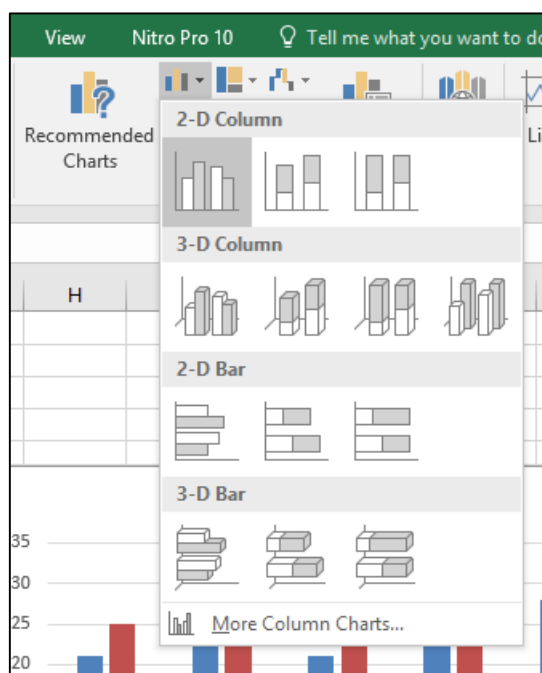 View Nitro Pro 10 Tell me what you want to do
Recommended
Charts
Li
2-D Column
3-D Column
H
2-D Bar
3-D Bar
More Column Charts...
35
30
25
20